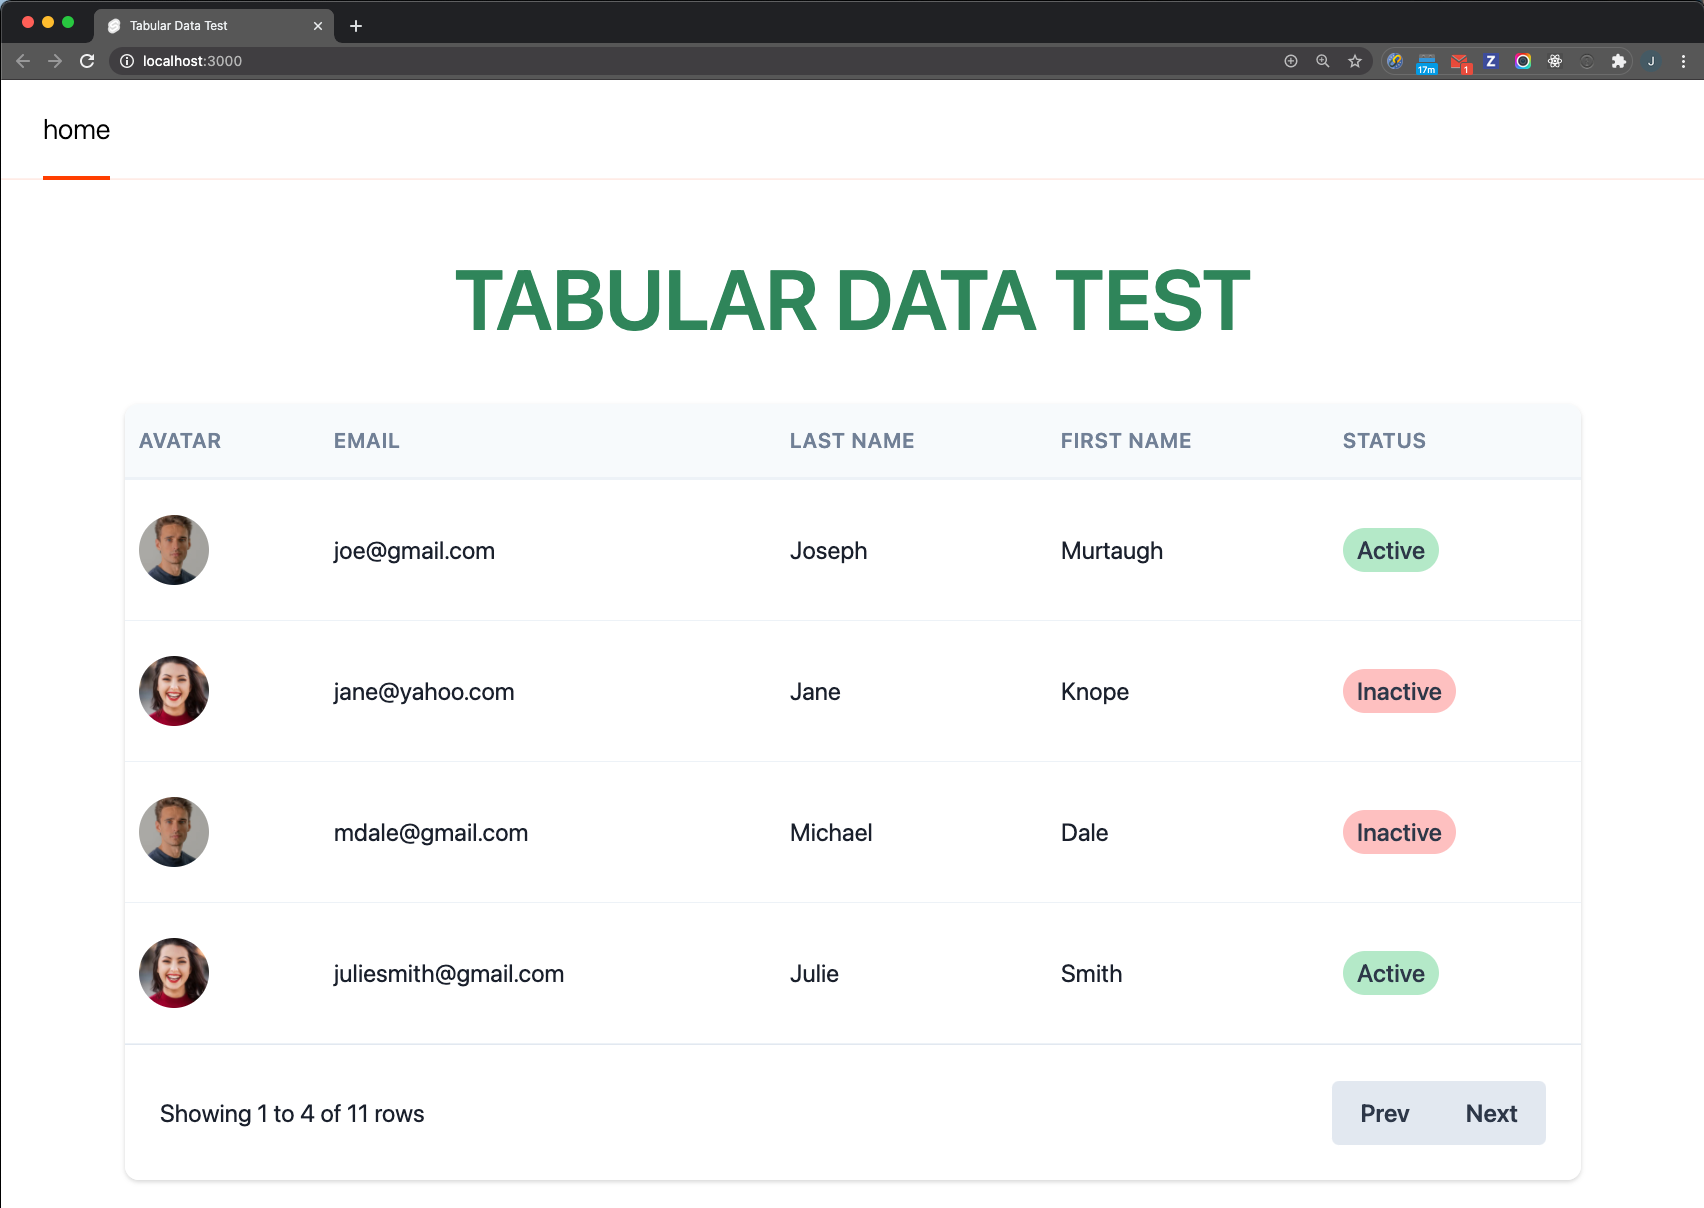 Tabular Data Test
localhost:3000
17m
1
Z
J
home
TABULAR DATA TEST
AVATAR EMAIL LAST NAME FIRST NAME STATUS
joe@gmail.com Joseph Murtaugh Active
jane@yahoo.com Jane Knope Inactive
mdale@gmail.com Michael Dale Inactive
juliesmith@gmail.com Julie Smith Active
Showing 1 to 4 of 11 rows Prev Next